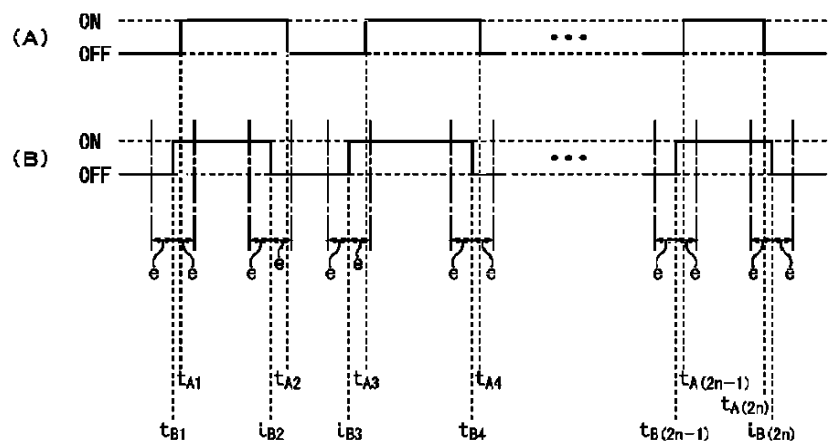 (A) ON
OFF
•••
(B) ON
OFF
•••
e e e e e e e c e e e e
tA1 tA2 tA3 tA4 tA(2n-1)
tA(2n)
tB1 iB2 iB3 tB4 tB(2n-1) iB(2n)